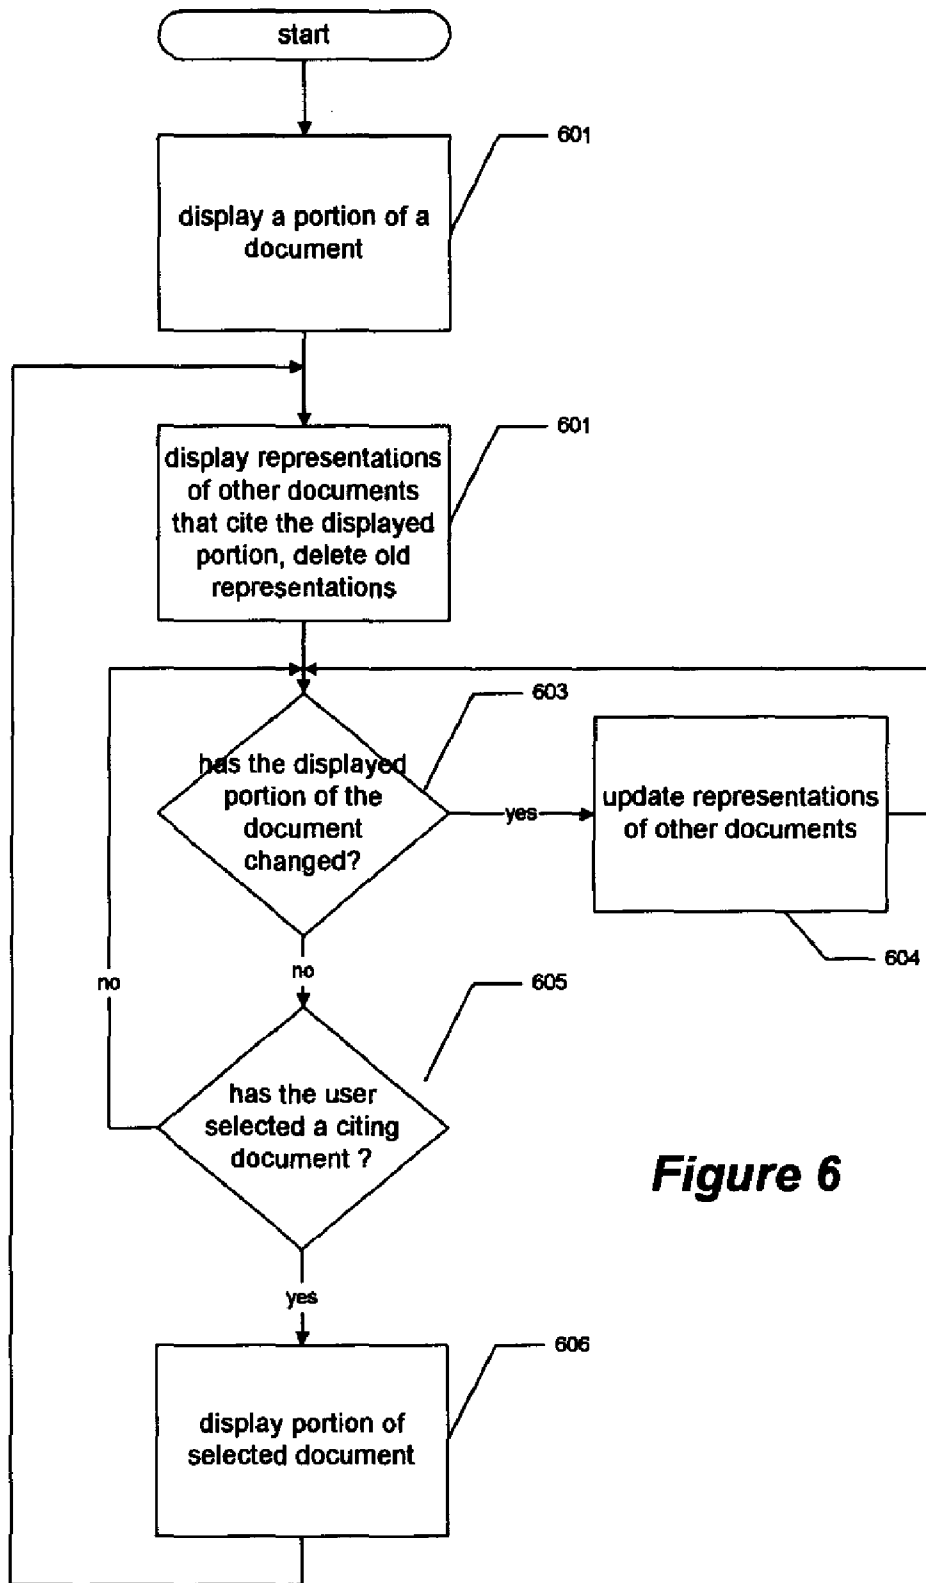 start
601
display a portion of a
document
601
display representations
of other documents
that cite the displayed
portion, delete old
representations
603
has the displayed
portion of the
document
changed?
yes
update representations
of other documents
604
no
no
605
has the user
selected a citing
document ?
Figure 6
yes
606
display portion of
selected document